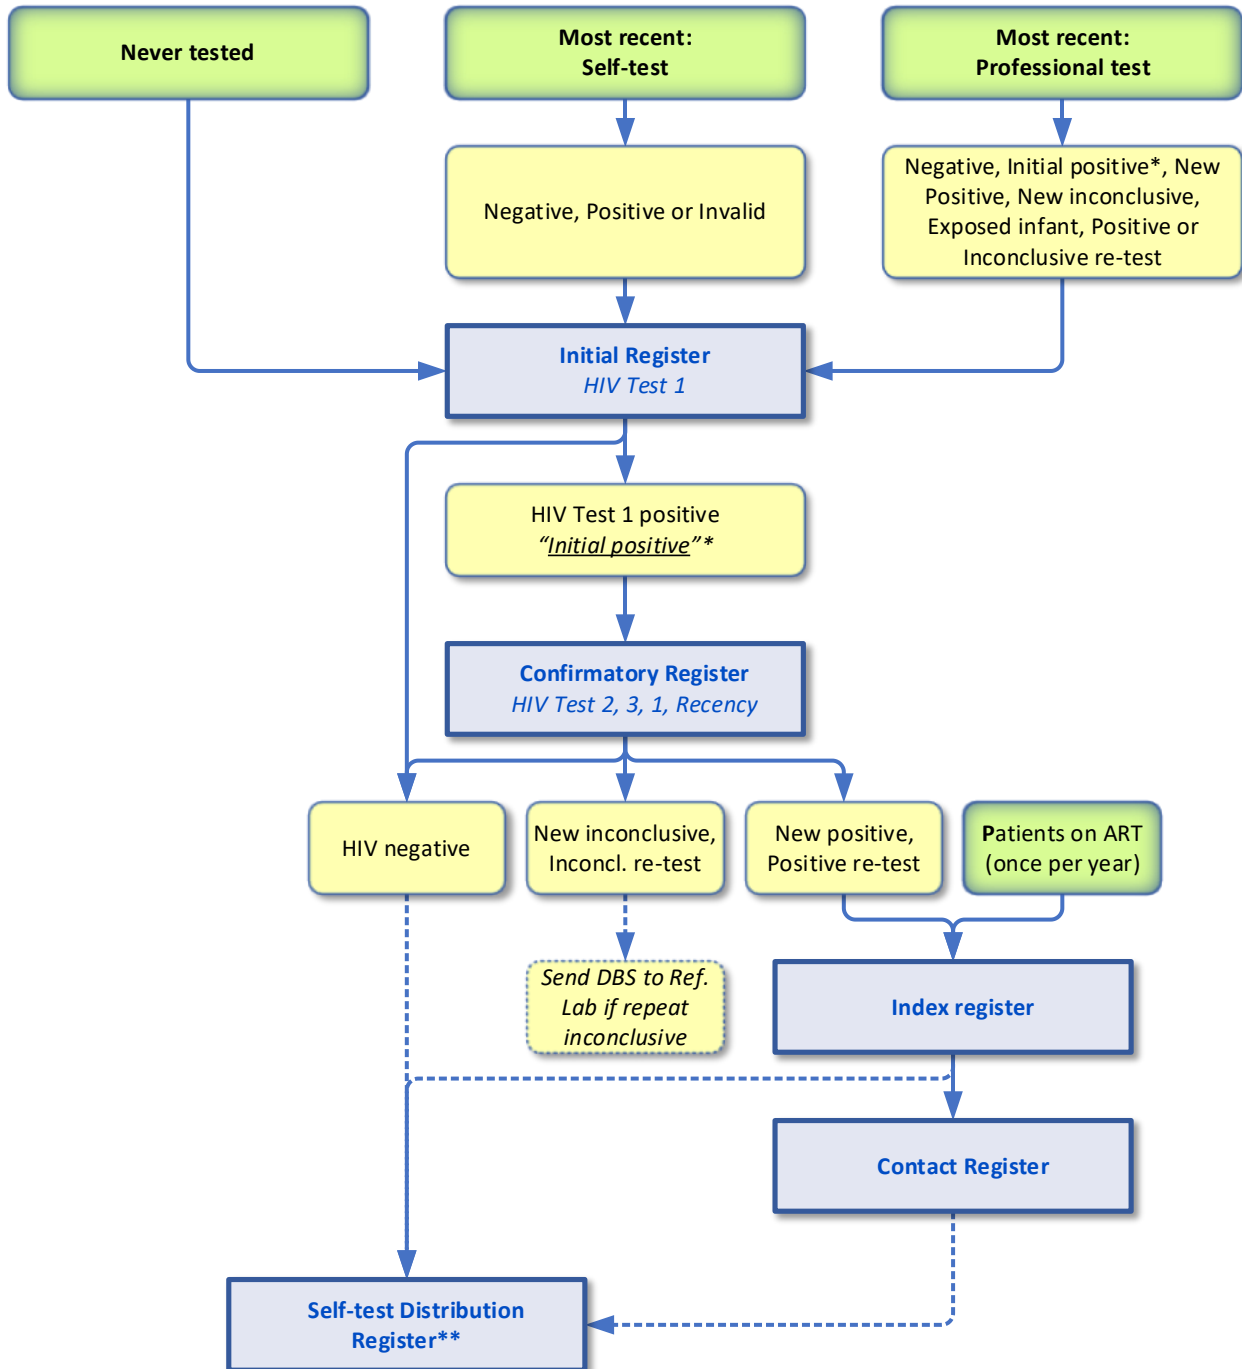 Never tested
Most recent:
Self-test
Most recent:
Professional test
Negative, Positive or Invalid
Negative, Initial positive*, New
Positive, New inconclusive,
Exposed infant, Positive or
Inconclusive re-test
Initial Register
HIV Test 1
HIV Test 1 positive
“Initial positive”*
Confirmatory Register
HIV Test 2, 3, 1, Recency
HIV negative
New inconclusive,
Inconcl. re-test
New positive,
Positive re-test
Patients on ART
(once per year)
Send DBS to Ref.
Lab if repeat
inconclusive
Index register
Contact Register
Self-test Distribution
Register**